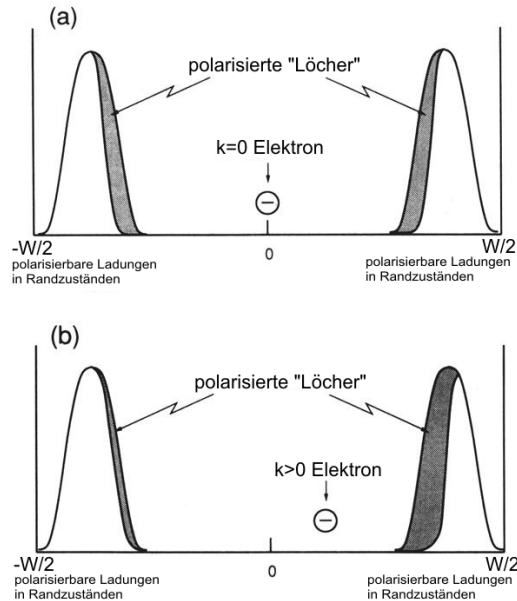 (a)
polarisierte "Löcher"
k=0 Elektron
-W/2
0
W/2
polarisierbare Ladungen
in Randzuständen
polarisierbare Ladungen
in Randzuständen
(b)
polarisierte "Löcher"
k>0 Elektron
-W/2
0
W/2
polarisierbare Ladungen
in Randzuständen
polarisierbare Ladungen
in Randzuständen